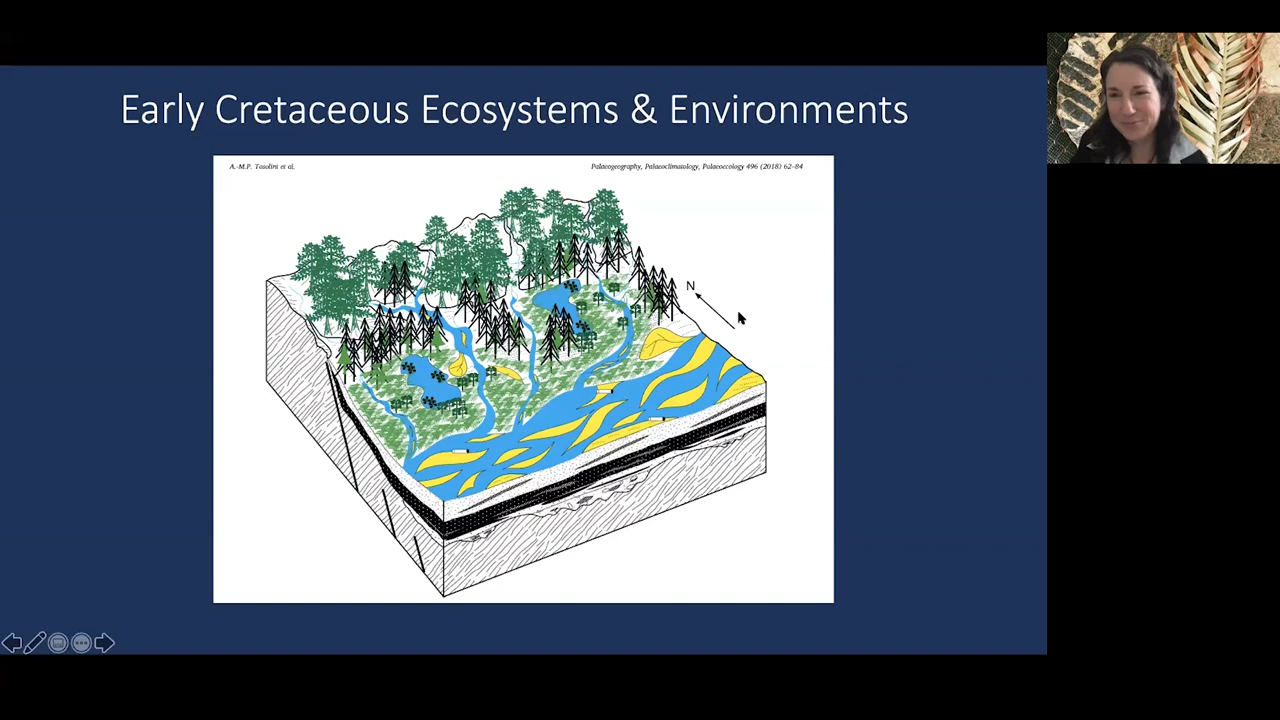 Early Cretaceous Ecosystems & Environments
A.-M.P. Tosolini et al.
Palaeogeography, Palaeoclimatology, Palaeoecology 496 (2018) 62–84
N